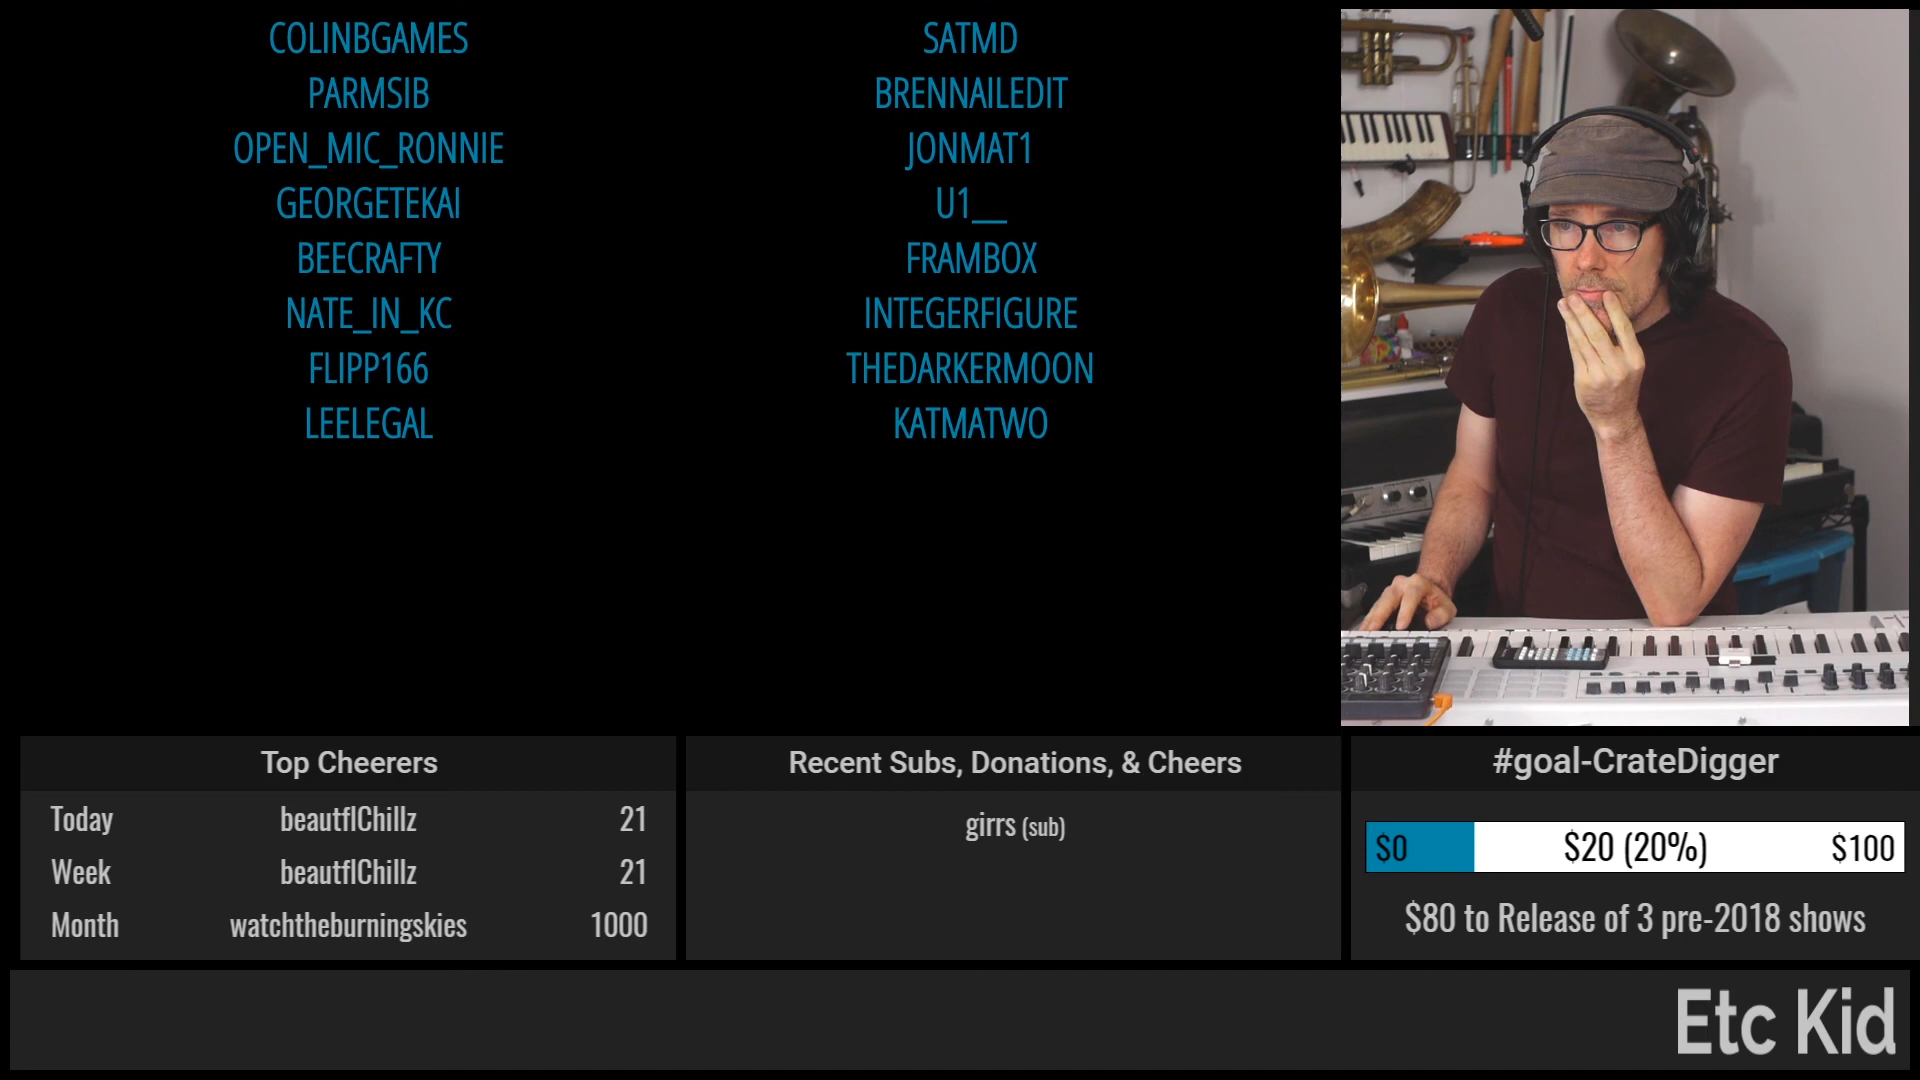 COLINBGAMES
PARMSIB
OPEN_MIC_RONNIE
GEORGETEKAI
BEECRAFTY
NATE_IN_KC
FLIPP166
LEELEGAL
SATMD
BRENNAILEDIT
JONMAT1
U1__
FRAMBOX
INTEGERFIGURE
THEDARKERMOON
KATMATWO
Top Cheerers
Today beautflChillz 21
Week beautflChillz 21
Month watchtheburningskies 1000
Recent Subs, Donations, & Cheers
girrs (sub)
#goal-CrateDigger
$0 $20 (20%) $100
$80 to Release of 3 pre-2018 shows
Etc Kid